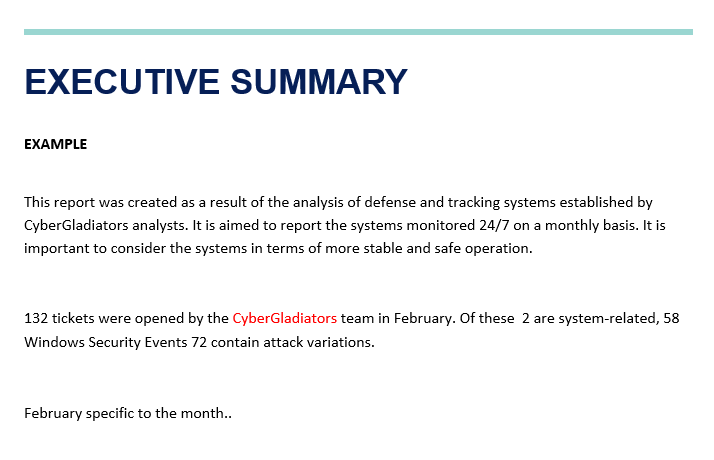 EXECUTIVE SUMMARY
EXAMPLE
This report was created as a result of the analysis of defense and tracking systems established by
CyberGladiators analysts. It is aimed to report the systems monitored 24/7 on a monthly basis. It is
important to consider the systems in terms of more stable and safe operation.
132 tickets were opened by the CyberGladiators team in February. Of these  2 are system-related, 58
Windows Security Events 72 contain attack variations.
February specific to the month..